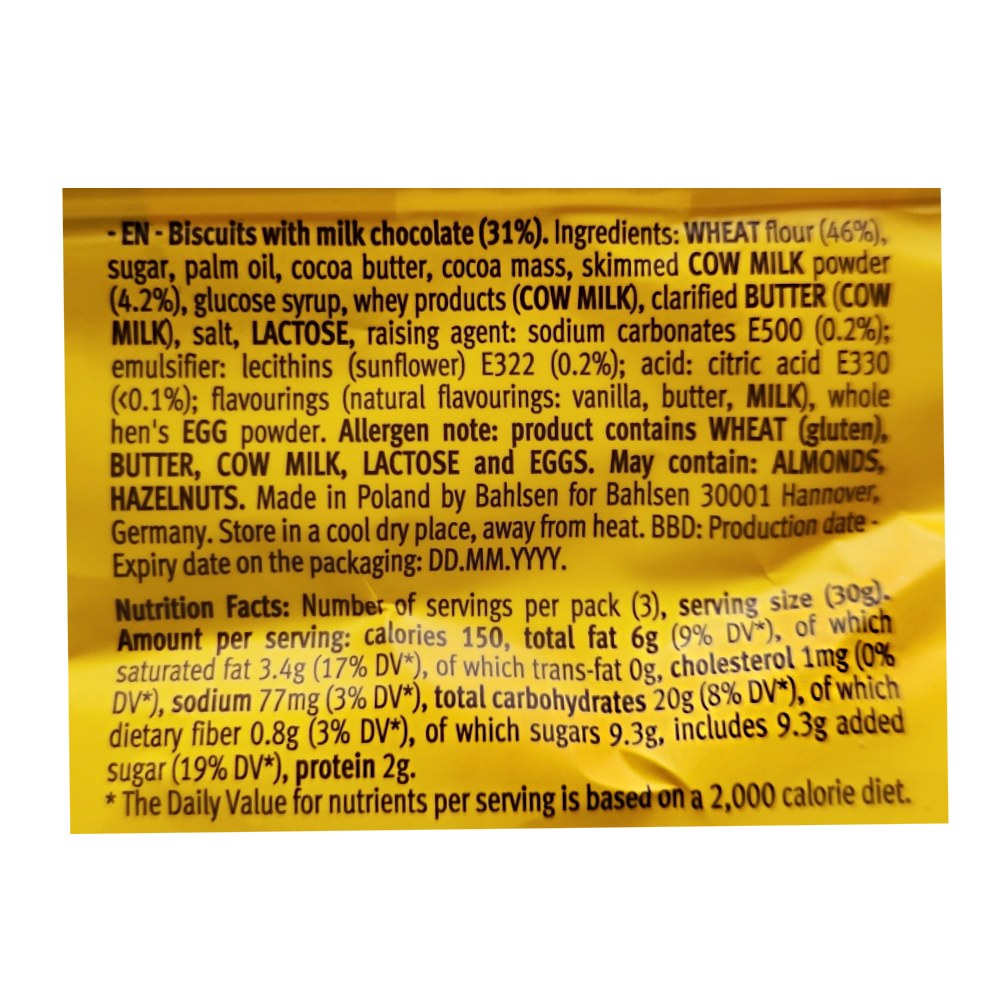 - EN - Biscuits with milk chocolate (31%). Ingredients: WHEAT flour (46%),
sugar, palm oil, cocoa butter, cocoa mass, skimmed COW MILK powder
(4.2%), glucose syrup, whey products (COW MILK), clarified BUTTER (COW
MILK), salt, LACTOSE, raising agent: sodium carbonates E500 (0.2%);
emulsifier: lecithins (sunflower) E322 (0.2%); acid: citric acid E330
(<0.1%); flavourings (natural flavourings: vanilla, butter, MILK), whole
hen's EGG powder. Allergen note: product contains WHEAT (gluten),
BUTTER, COW MILK, LACTOSE and EGGS. May contain: ALMONDS,
HAZELNUTS. Made in Poland by Bahlsen for Bahlsen 30001 Hannover,
Germany. Store in a cool dry place, away from heat. BBD: Production date -
Expiry date on the packaging: DD.MM.YYYY.
Nutrition Facts: Number of servings per pack (3), serving size (30g).
Amount per serving: calories 150, total fat 6g (9% DV*), of which
saturated fat 3.4g (17% DV*), of which trans-fat 0g, cholesterol 1mg (0%
DV*), sodium 77mg (3% DV*), total carbohydrates 20g (8% DV*), of which
dietary fiber 0.8g (3% DV*), of which sugars 9.3g, includes 9.3g added
sugar (19% DV*), protein 2g.
* The Daily Value for nutrients per serving is based on a 2,000 calorie diet.